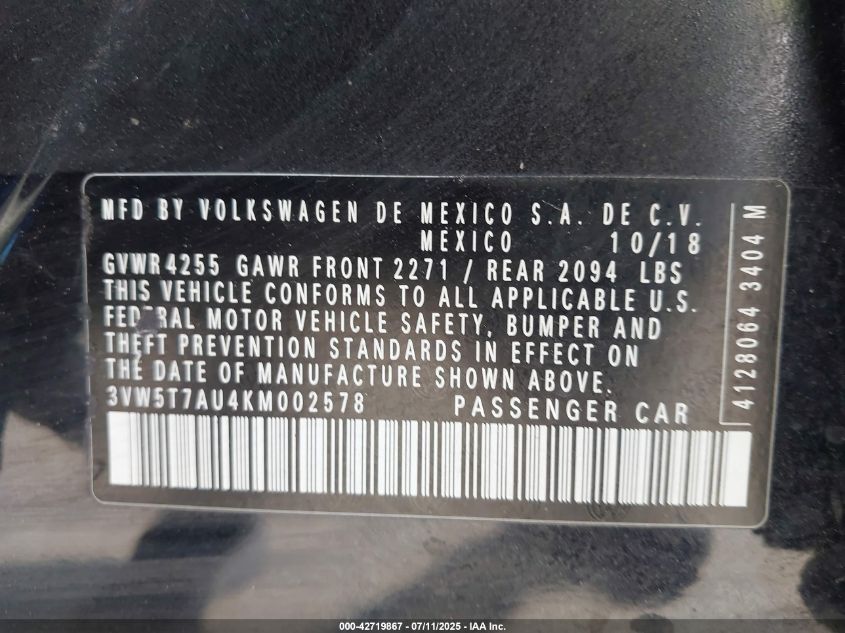 MFD BY VOLKSWAGEN DE MEXICO S.A. DE C.V.
MEXICO 10/18
GVWR 4255 GAWR FRONT 2271 / REAR 2094 LBS
THIS VEHICLE CONFORMS TO ALL APPLICABLE U.S.
FEDERAL MOTOR VEHICLE SAFETY, BUMPER AND
THEFT PREVENTION STANDARDS IN EFFECT ON
THE DATE OF MANUFACTURE SHOWN ABOVE.
3VW5T7AU4KM002578 PASSENGER CAR
4128064 3404 M
000-42719867 - 07/11/2025 - IAA Inc.